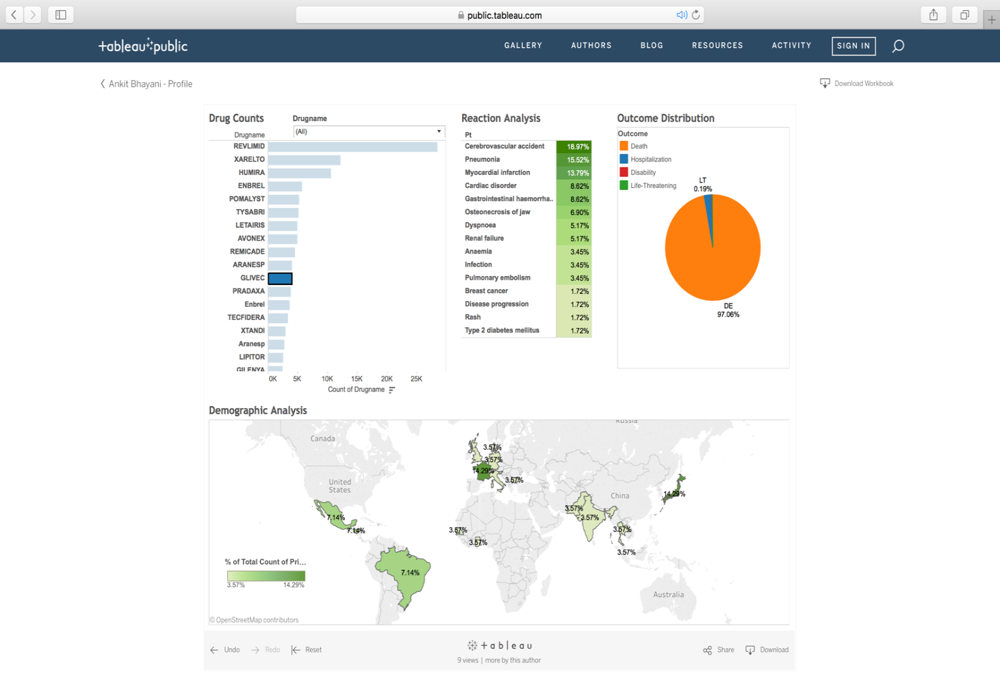 public.tableau.com
+ableau public
GALLERY AUTHORS BLOG RESOURCES ACTIVITY SIGN IN
Ankit Bhayani - Profile
Download Workbook
Drug Counts
Drugname
(All)
Drugname
REVLIMID
XARELTO
HUMIRA
ENBREL
POMALYST
TYSABRI
LETAIRIS
AVONEX
REMICADE
ARANESP
GLIVEC
PRADAXA
Enbrel
TECFIDERA
XTANDI
Aranesp
LIPITOR
GILENYA
0K 5K 10K 15K 20K 25K
Count of Drugname
Reaction Analysis
Pt
Cerebrovascular accident 18.97%
Pneumonia 15.52%
Myocardial infarction 13.79%
Cardiac disorder 8.62%
Gastrointestinal haemorrha.. 8.62%
Osteonecrosis of jaw 6.90%
Dyspnoea 5.17%
Renal failure 5.17%
Anaemia 3.45%
Infection 3.45%
Pulmonary embolism 3.45%
Breast cancer 1.72%
Disease progression 1.72%
Rash 1.72%
Type 2 diabetes mellitus 1.72%
Outcome Distribution
Outcome
Death
Hospitalization
Disability
Life-Threatening
LT
0.19%
DE
97.06%
Demographic Analysis
Russia
Canada
3.57%
3.57%
14.29%
3.57%
United
States
China
14.29%
3.57%
3.57%
7.14%
7.14%
3.57%
3.57%
3.57%
3.57%
7.14%
Australia
% of Total Count of Pri...
3.57% 14.29%
© OpenStreetMap contributors
Undo Redo Reset
+ableau
9 views | more by this author
Share Download